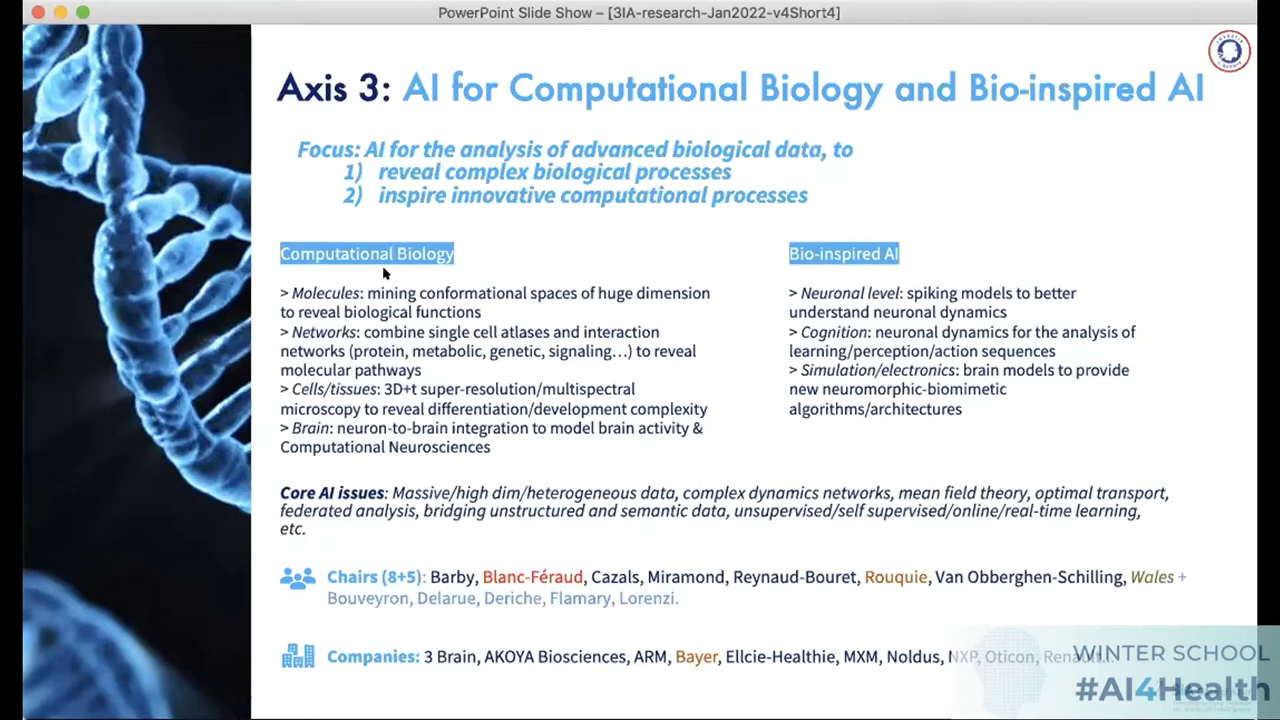 PowerPoint Slide Show – [3IA-research-Jan2022-v4Short4]
Axis 3: AI for Computational Biology and Bio-inspired AI
Focus: AI for the analysis of advanced biological data, to
1) reveal complex biological processes
2) inspire innovative computational processes
Computational Biology
> Molecules: mining conformational spaces of huge dimension
to reveal biological functions
> Networks: combine single cell atlases and interaction
networks (protein, metabolic, genetic, signaling...) to reveal
molecular pathways
> Cells/tissues: 3D+t super-resolution/multispectral
microscopy to reveal differentiation/development complexity
> Brain: neuron-to-brain integration to model brain activity &
Computational Neurosciences
Bio-inspired AI
> Neuronal level: spiking models to better
understand neuronal dynamics
> Cognition: neuronal dynamics for the analysis of
learning/perception/action sequences
> Simulation/electronics: brain models to provide
new neuromorphic-biomimetic
algorithms/architectures
Core AI issues: Massive/high dim/heterogeneous data, complex dynamics networks, mean field theory, optimal transport,
federated analysis, bridging unstructured and semantic data, unsupervised/self supervised/online/real-time learning,
etc.
Chairs (8+5): Barby, Blanc-Féraud, Cazals, Miramond, Reynaud-Bouret, Rouquie, Van Obberghen-Schilling, Wales +
Bouveyron, Delarue, Deriche, Flamary, Lorenzi.
Companies: 3 Brain, AKOYA Biosciences, ARM, Bayer, Ellcie-Healthie, MXM, Noldus, NXP, Oticon, Renault...
WINTER SCHOOL
#AI4Health